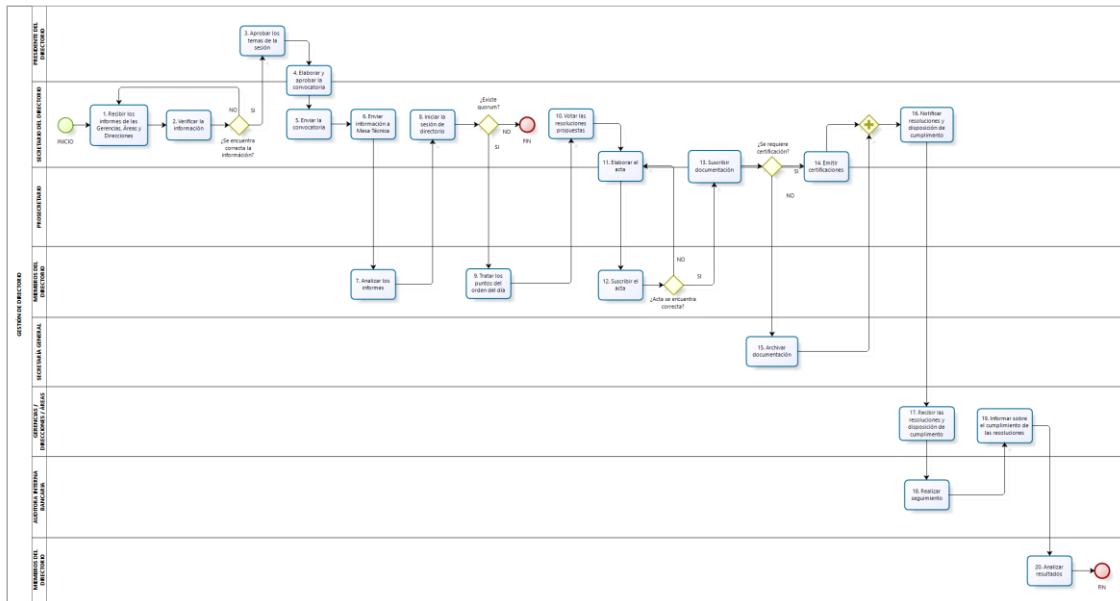 GESTIÓN DE DIRECTORIO
PRESIDENTE DEL
DIRECTORIO
3. Aprobar los
temas de la
sesión
4. Elaborar y
aprobar la
convocatoria
SECRETARIO DEL DIRECTORIO
INICIO
1. Recibir los
informes de las
Gerencias, Áreas y
Direcciones
2. Verificar la
información
NO
SI
¿Se encuentra
correcta la
información?
5. Enviar la
convocatoria
6. Enviar
información a
Mesa Técnica
8. Iniciar la
sesión de
directorio
¿Existe
quorum?
NO
SI
FIN
10. Votar las
resoluciones
propuestas
11. Elaborar el
acta
13. Suscribir
documentación
¿Se requiere
certificación?
SI
NO
14. Emitir
certificaciones
16. Notificar
resoluciones y
disposición de
cumplimiento
PROSECRETARIO
MIEMBROS DEL
DIRECTORIO
7. Analizar los
informes
9. Tratar los
puntos del
orden del día
12. Suscribir el
acta
NO
SI
¿Acta se encuentra
correcta?
SECRETARÍA GENERAL
15. Archivar
documentación
GERENCIAS /
DIRECCIONES / ÁREAS
17. Recibir las
resoluciones y
disposición de
cumplimiento
19. Informar sobre
el cumplimiento de
las resoluciones
AUDITORA INTERNA
BANCARIA
18. Realizar
seguimiento
MIEMBROS DEL
DIRECTORIO
20. Analizar
resultados
FIN